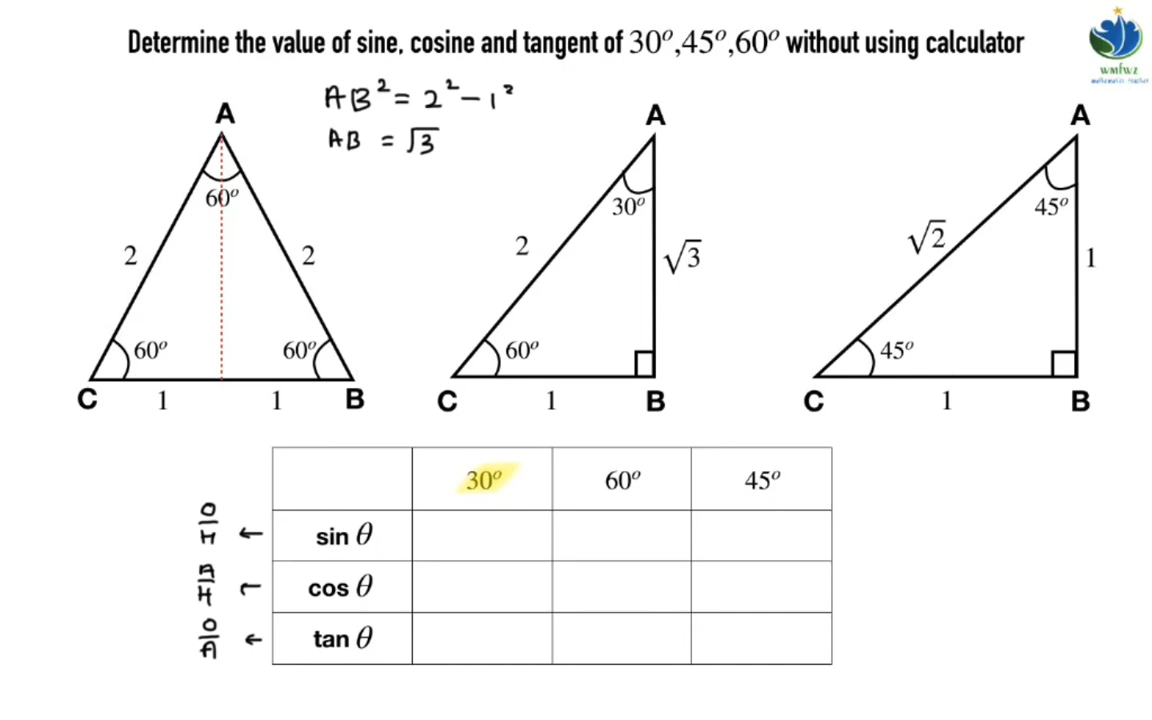 Determine the value of sine, cosine and tangent of 30°,45°,60° without using calculator
wmfwz
AB² = 2² – 1²
AB = √3
A
60°
2
2
60°
60°
C
1
1
B
A
30°
2
√3
60°
C
1
B
A
45°
√2
1
45°
C
1
B
30° 60° 45°
O/H ← sin θ
A/H ← cos θ
O/A ← tan θ